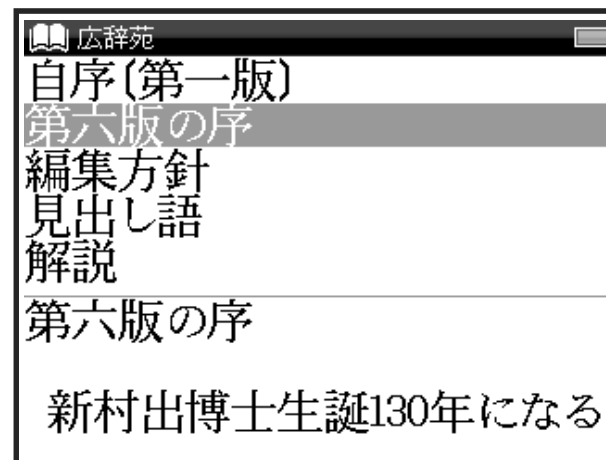 広辞苑
自序〔第一版〕
第六版の序
編集方針
見出し語
解説
第六版の序
新村出博士生誕130年になる